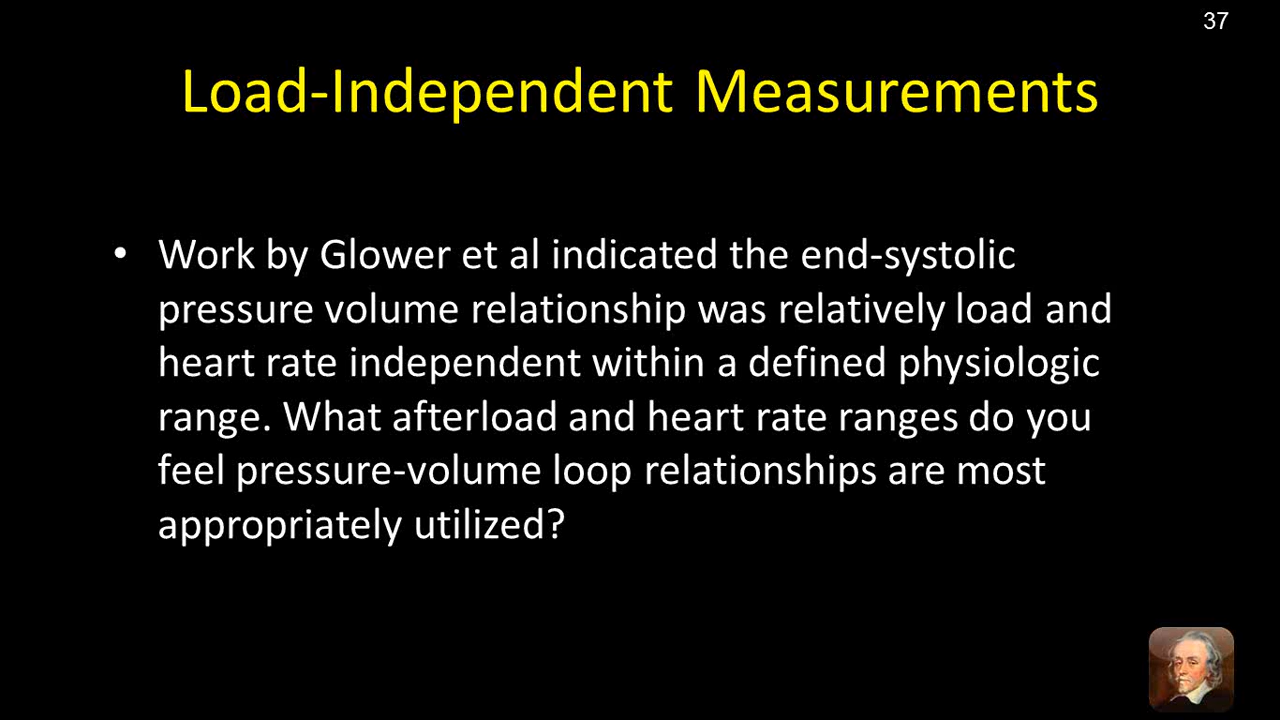 37
Load-Independent Measurements
• Work by Glower et al indicated the end-systolic
pressure volume relationship was relatively load and
heart rate independent within a defined physiologic
range. What afterload and heart rate ranges do you
feel pressure-volume loop relationships are most
appropriately utilized?